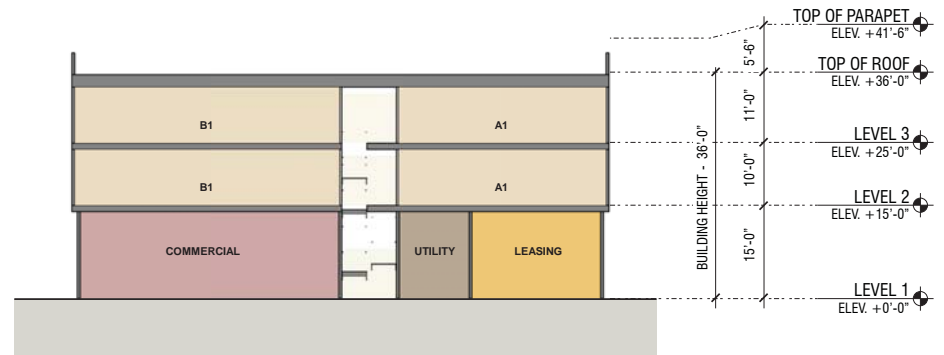 TOP OF PARAPET
ELEV. +41'-6"
5'-6"
TOP OF ROOF
ELEV. +36'-0"
11'-0"
B1
A1
LEVEL 3
ELEV. +25'-0"
BUILDING HEIGHT - 36'-0"
10'-0"
B1
A1
LEVEL 2
ELEV. +15'-0"
COMMERCIAL
UTILITY
LEASING
15'-0"
LEVEL 1
ELEV. +0'-0"